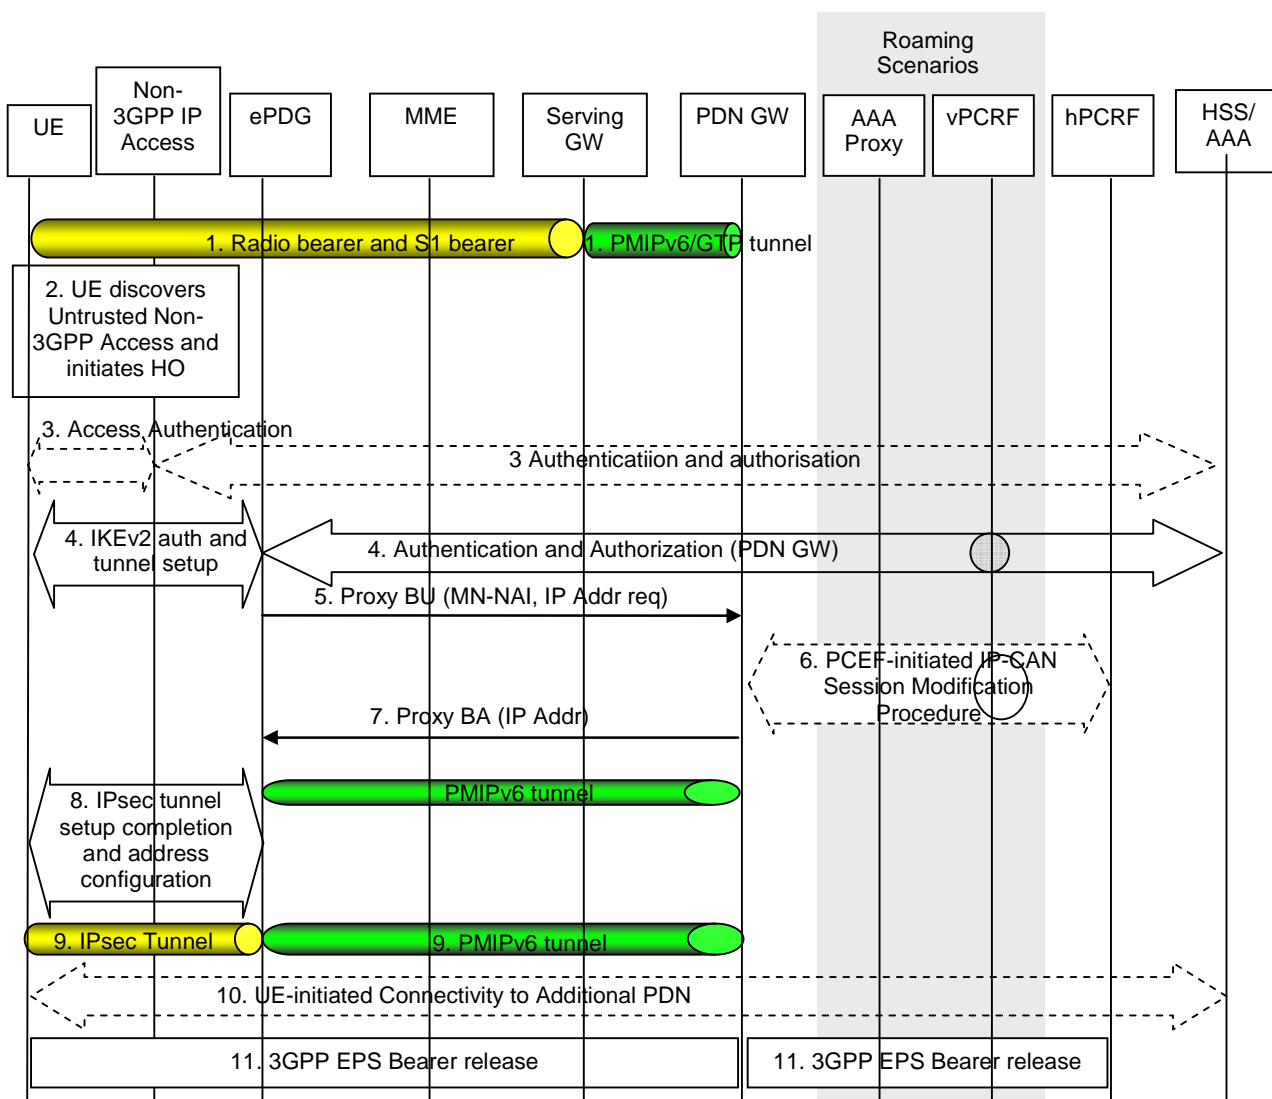 Roaming
Scenarios
UE
Non-
3GPP IP
Access
ePDG
MME
Serving
GW
PDN GW
AAA
Proxy
vPCRF
hPCRF
HSS/
AAA
1. Radio bearer and S1 bearer
1. PMIPv6/GTP tunnel
2. UE discovers
Untrusted Non-
3GPP Access and
initiates HO
3. Access Authentication
3 Authenticatiion and authorisation
4. IKEv2 auth and
tunnel setup
4. Authentication and Authorization (PDN GW)
5. Proxy BU (MN-NAI, IP Addr req)
6. PCEF-initiated IP-CAN
Session Modification
Procedure
7. Proxy BA (IP Addr)
PMIPv6 tunnel
8. IPsec tunnel
setup completion
and address
configuration
9. IPsec Tunnel
9. PMIPv6 tunnel
10. UE-initiated Connectivity to Additional PDN
11. 3GPP EPS Bearer release
11. 3GPP EPS Bearer release